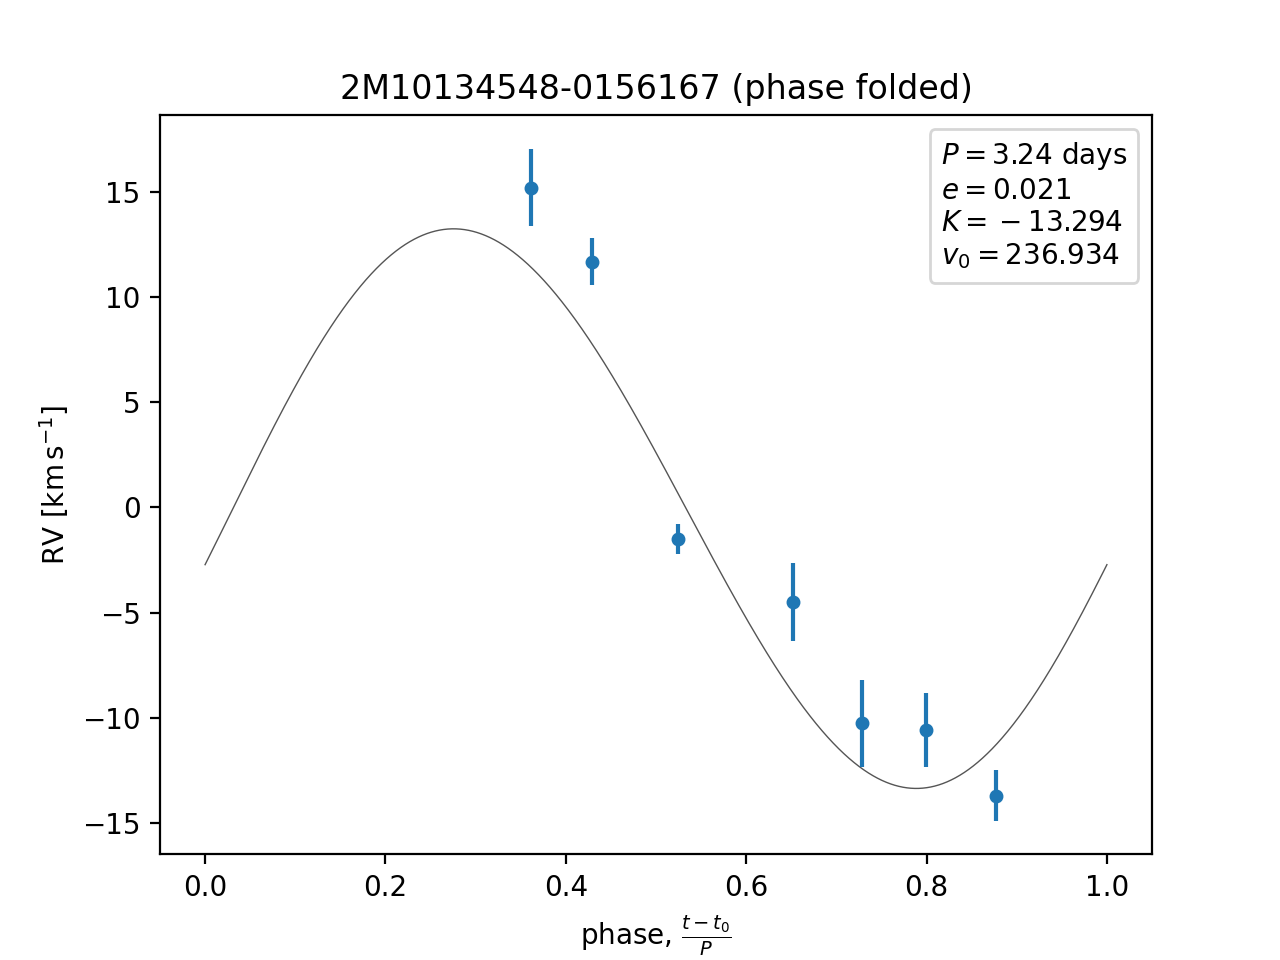 2M10134548-0156167 (phase folded)
P = 3.24 days
e = 0.021
K = −13.294
v₀ = 236.934
15
10
5
0
−5
−10
−15
RV [km s⁻¹]
0.0 0.2 0.4 0.6 0.8 1.0
phase, (t − t₀)/P